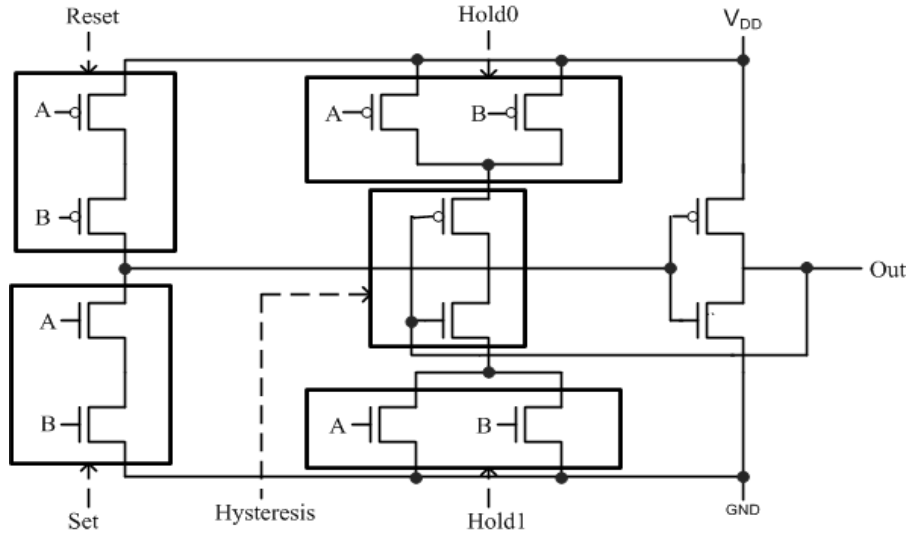 Reset
Hold0
VDD
A
A
B
B
Out
A
B
A
B
Set
Hysteresis
Hold1
GND